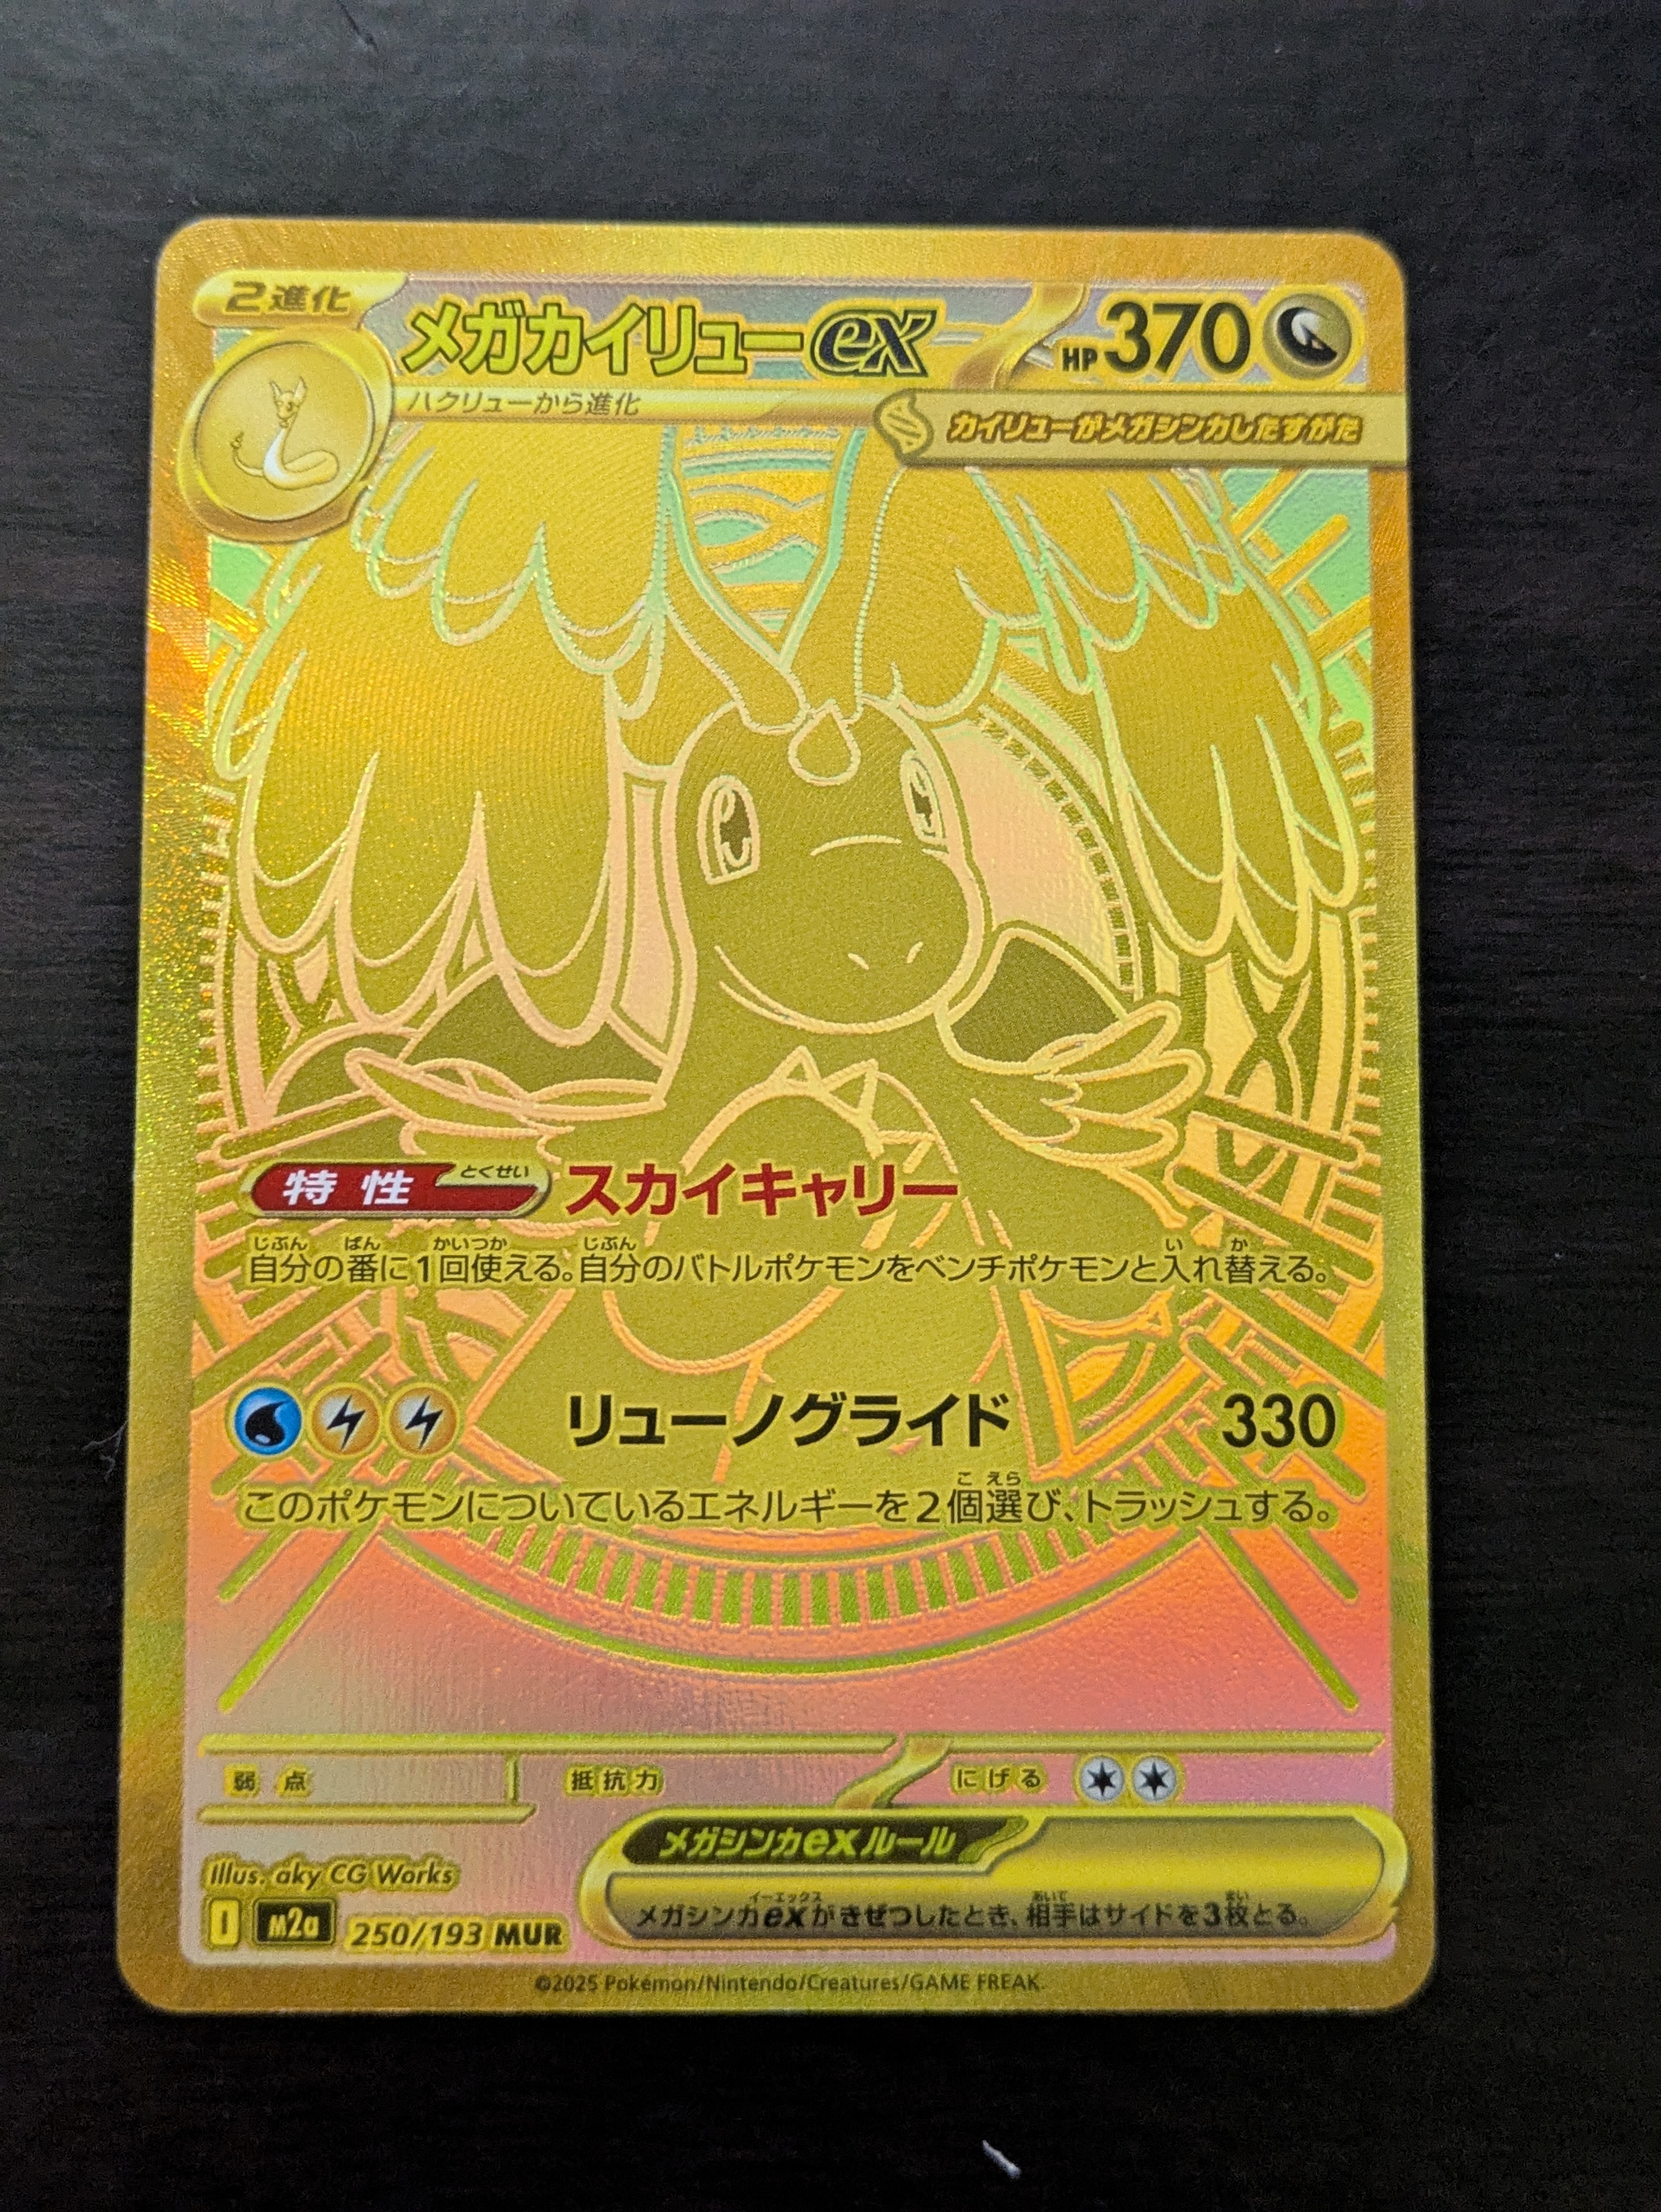 2進化
メガカイリューex
HP 370
ハクリューから進化
カイリューがメガシンカしたすがた
特性 とくせい スカイキャリー
じぶん ばん かいつか じぶん い か
自分の番に1回使える。自分のバトルポケモンをベンチポケモンと入れ替える。
リューノグライド 330
こ えら
このポケモンについているエネルギーを2個選び、トラッシュする。
弱点 抵抗力 にげる
メガシンカexルール
イーエックス あいて まい
メガシンカexがきぜつしたとき、相手はサイドを3枚とる。
Illus. aky CG Works
I M2a 250/193 MUR
©2025 Pokémon/Nintendo/Creatures/GAME FREAK.